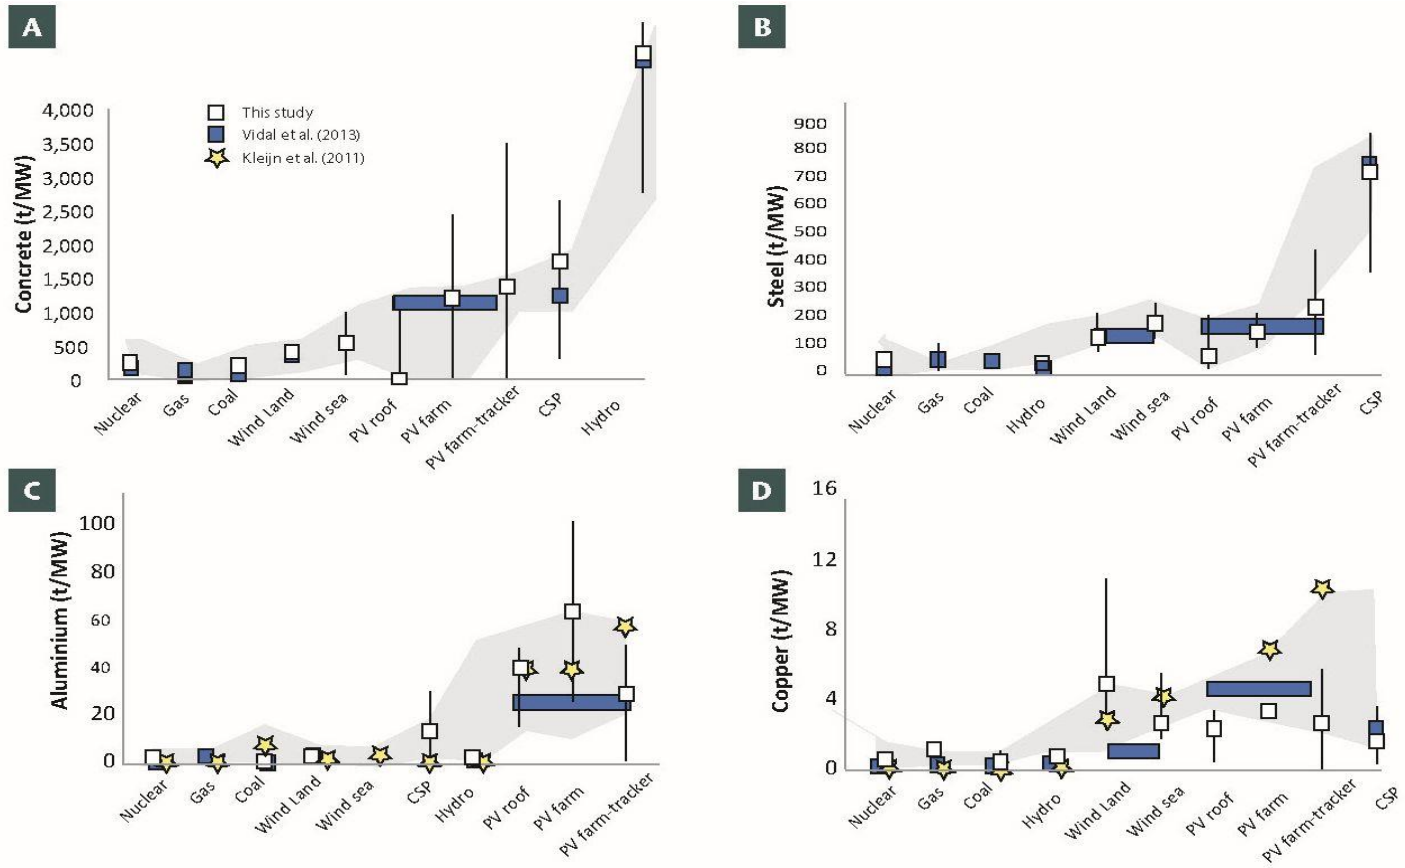 A
Concrete (t/MW)
4,000
3,500
3,000
2,500
2,000
1,500
1,000
500
0
This study
Vidal et al. (2013)
Kleijn et al. (2011)
Nuclear
Gas
Coal
Wind Land
Wind sea
PV roof
PV farm
PV farm-tracker
CSP
Hydro
B
Steel (t/MW)
900
800
700
600
500
400
300
200
100
0
Nuclear
Gas
Coal
Hydro
Wind Land
Wind sea
PV roof
PV farm
PV farm-tracker
CSP
C
Aluminium (t/MW)
100
80
60
40
20
0
Nuclear
Gas
Coal
Wind Land
Wind sea
CSP
Hydro
PV roof
PV farm
PV farm-tracker
D
Copper (t/MW)
16
12
8
4
0
Nuclear
Gas
Coal
Hydro
Wind Land
Wind sea
PV roof
PV farm
PV farm-tracker
CSP